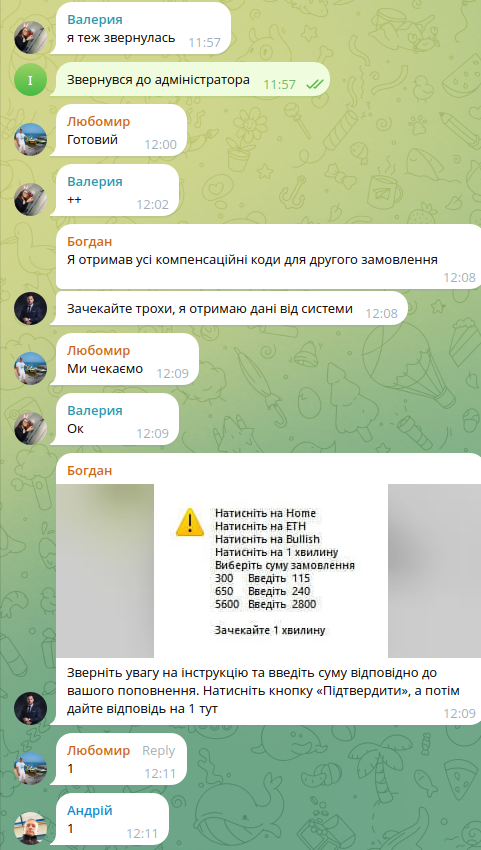 Валерия
я теж звернулась 11:57
I
Звернувся до адміністратора 11:57
Любомир
Готовий 12:00
Валерия
++ 12:02
Богдан
Я отримав усі компенсаційні коди для другого замовлення
12:08
Зачекайте трохи, я отримаю дані від системи 12:08
Любомир
Ми чекаємо 12:09
Валерия
Ок 12:09
Богдан
Натисніть на Home
Натисніть на ETH
Натисніть на Bullish
Натисніть на 1 хвилину
Виберіть суму замовлення
300 Введіть 115
650 Введіть 240
5600 Введіть 2800
Зачекайте 1 хвилину
Зверніть увагу на інструкцію та введіть суму відповідно до
вашого поповнення. Натисніть кнопку «Підтвердити», а потім
дайте відповідь на 1 тут
12:09
Любомир Reply
1 12:11
Андрій
1 12:11